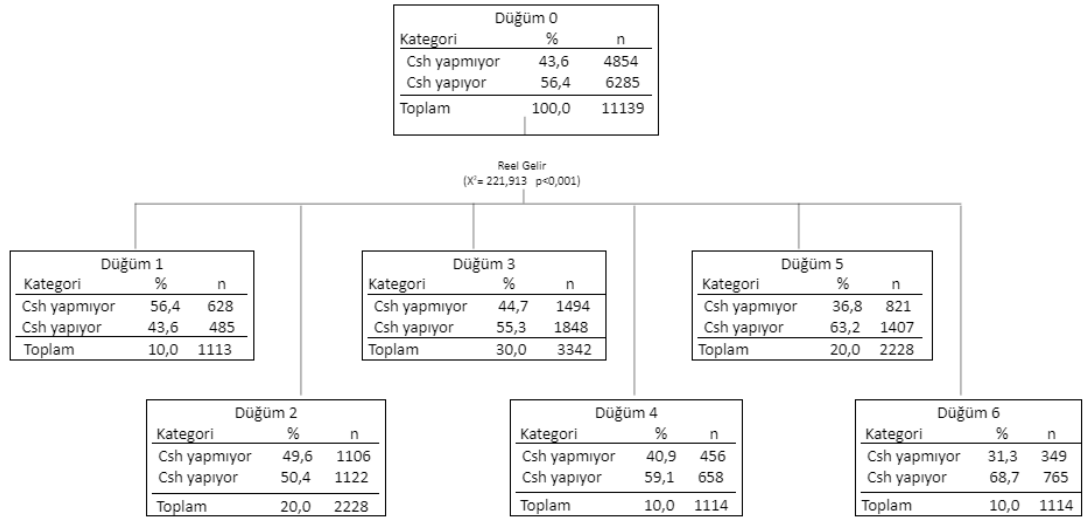 Düğüm 0
Kategori % n
Csh yapmıyor 43,6 4854
Csh yapıyor 56,4 6285
Toplam 100,0 11139
Reel Gelir
(X²= 221,913 p<0,001)
Düğüm 1
Kategori % n
Csh yapmıyor 56,4 628
Csh yapıyor 43,6 485
Toplam 10,0 1113
Düğüm 3
Kategori % n
Csh yapmıyor 44,7 1494
Csh yapıyor 55,3 1848
Toplam 30,0 3342
Düğüm 5
Kategori % n
Csh yapmıyor 36,8 821
Csh yapıyor 63,2 1407
Toplam 20,0 2228
Düğüm 2
Kategori % n
Csh yapmıyor 49,6 1106
Csh yapıyor 50,4 1122
Toplam 20,0 2228
Düğüm 4
Kategori % n
Csh yapmıyor 40,9 456
Csh yapıyor 59,1 658
Toplam 10,0 1114
Düğüm 6
Kategori % n
Csh yapmıyor 31,3 349
Csh yapıyor 68,7 765
Toplam 10,0 1114